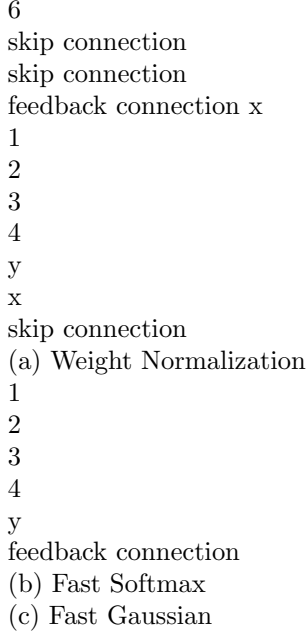 6
skip connection
skip connection
feedback connection x
1
2
3
4
y
x
skip connection
(a) Weight Normalization
1
2
3
4
y
feedback connection
(b) Fast Softmax
(c) Fast Gaussian